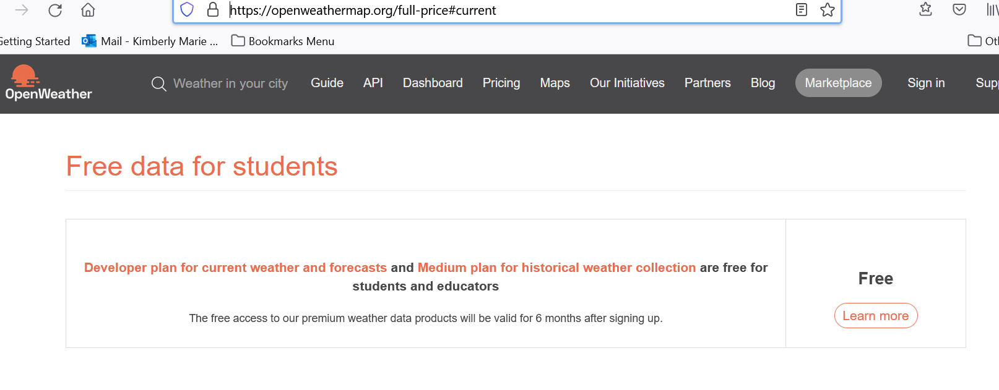 https://openweathermap.org/full-price#current
Getting Started Mail - Kimberly Marie ... Bookmarks Menu
OpenWeather Weather in your city Guide API Dashboard Pricing Maps Our Initiatives Partners Blog Marketplace Sign in
Free data for students
Developer plan for current weather and forecasts and Medium plan for historical weather collection are free for
students and educators
The free access to our premium weather data products will be valid for 6 months after signing up.
Free
Learn more